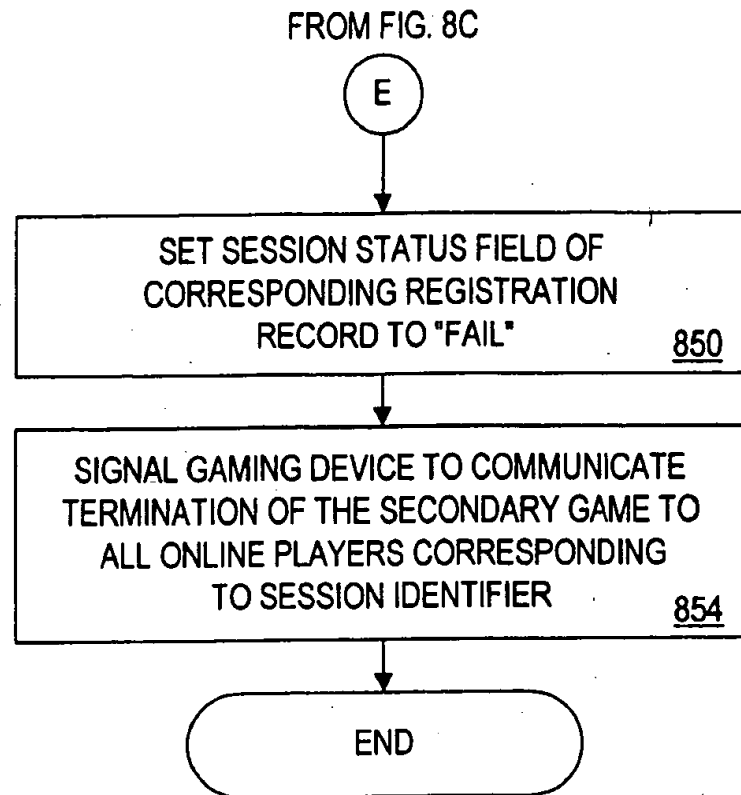 FROM FIG. 8C
E
SET SESSION STATUS FIELD OF
CORRESPONDING REGISTRATION
RECORD TO "FAIL"
850
SIGNAL GAMING DEVICE TO COMMUNICATE
TERMINATION OF THE SECONDARY GAME TO
ALL ONLINE PLAYERS CORRESPONDING
TO SESSION IDENTIFIER
854
END